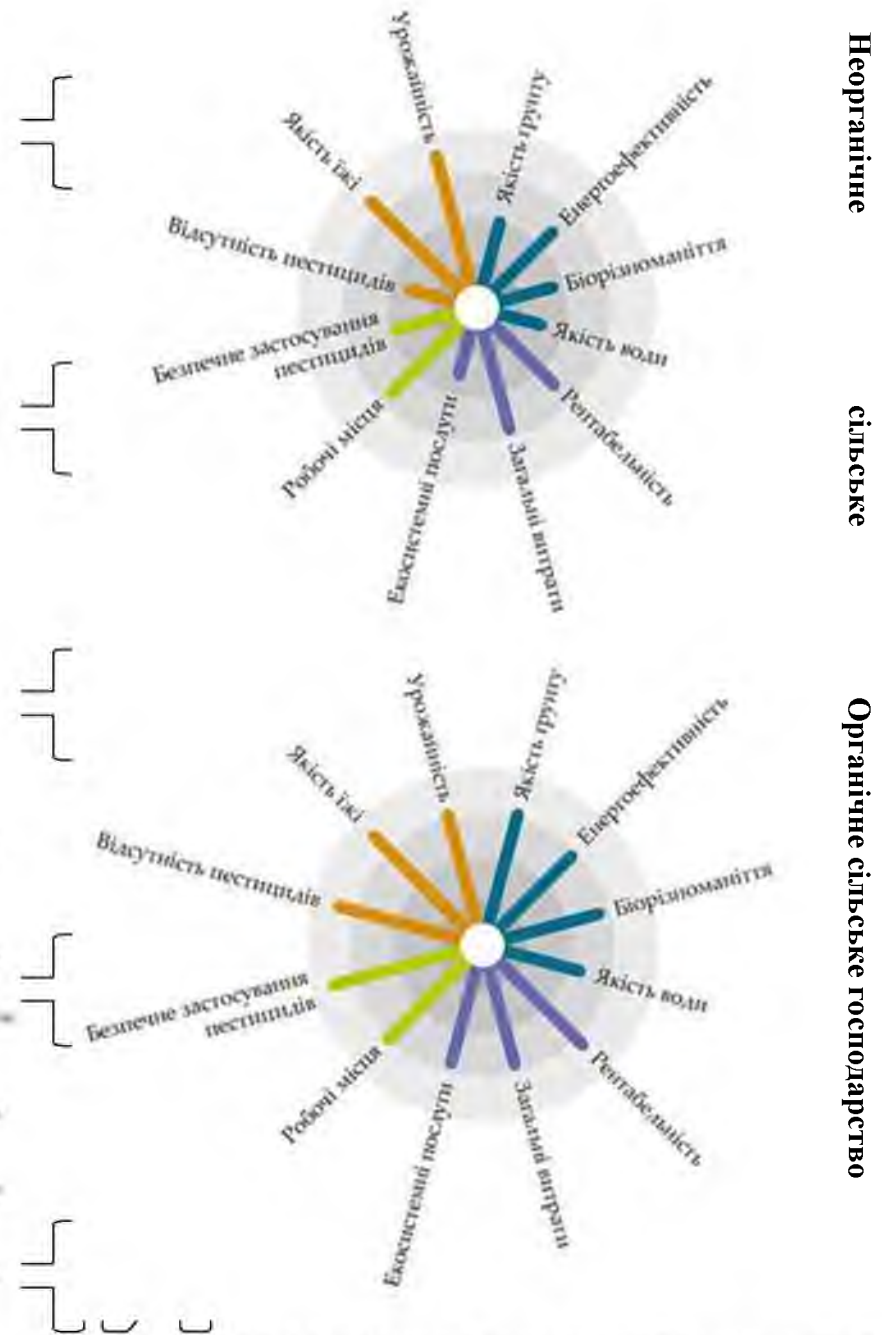 Неорганічне сільське
Урожайність
Якість ґрунту
Енергоефективність
Біорізноманіття
Якість води
Рентабельність
Загальні витрати
Екосистемні послуги
Робочі місця
Безпечне застосування
пестицидів
Відсутність пестицидів
Якість їжі
Органічне сільське господарство
Урожайність
Якість ґрунту
Енергоефективність
Біорізноманіття
Якість води
Рентабельність
Загальні витрати
Екосистемні послуги
Робочі місця
Безпечне застосування
пестицидів
Відсутність пестицидів
Якість їжі